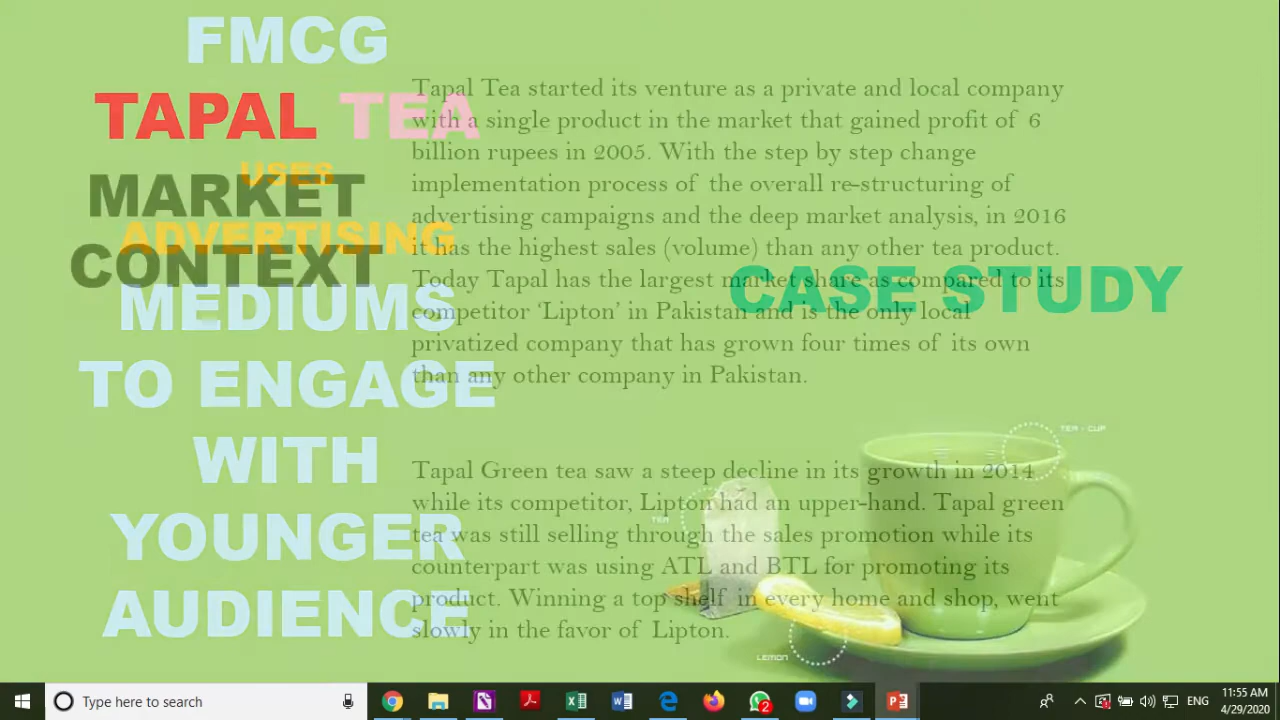 FMCG
TAPAL TEA
USES
ADVERTISING
MEDIUMS
TO ENGAGE
WITH
YOUNGER
AUDIENCE
MARKET
CONTEXT
CASE STUDY
Tapal Tea started its venture as a private and local company
with a single product in the market that gained profit of 6
billion rupees in 2005. With the step by step change
implementation process of the overall re-structuring of
advertising campaigns and the deep market analysis, in 2016
it has the highest sales (volume) than any other tea product.
Today Tapal has the largest market share as compared to its
competitor ‘Lipton’ in Pakistan and is the only local
privatized company that has grown four times of its own
than any other company in Pakistan.
Tapal Green tea saw a steep decline in its growth in 2014
while its competitor, Lipton had an upper-hand. Tapal green
tea was still selling through the sales promotion while its
counterpart was using ATL and BTL for promoting its
product. Winning a top shelf in every home and shop, went
slowly in the favor of Lipton.
TEA - CUP
TEA
LEMON
Type here to search
2
ENG
11:55 AM
4/29/2020